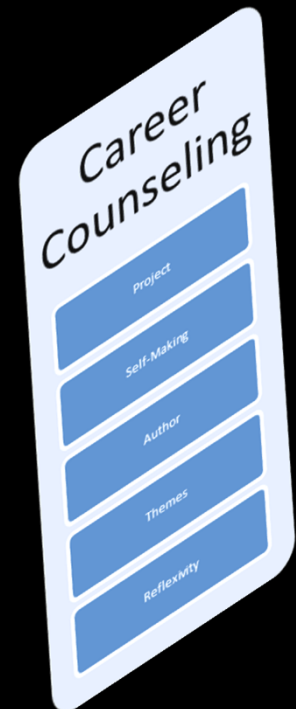 Career
Counseling
Project
Self-Making
Author
Themes
Reflexivity